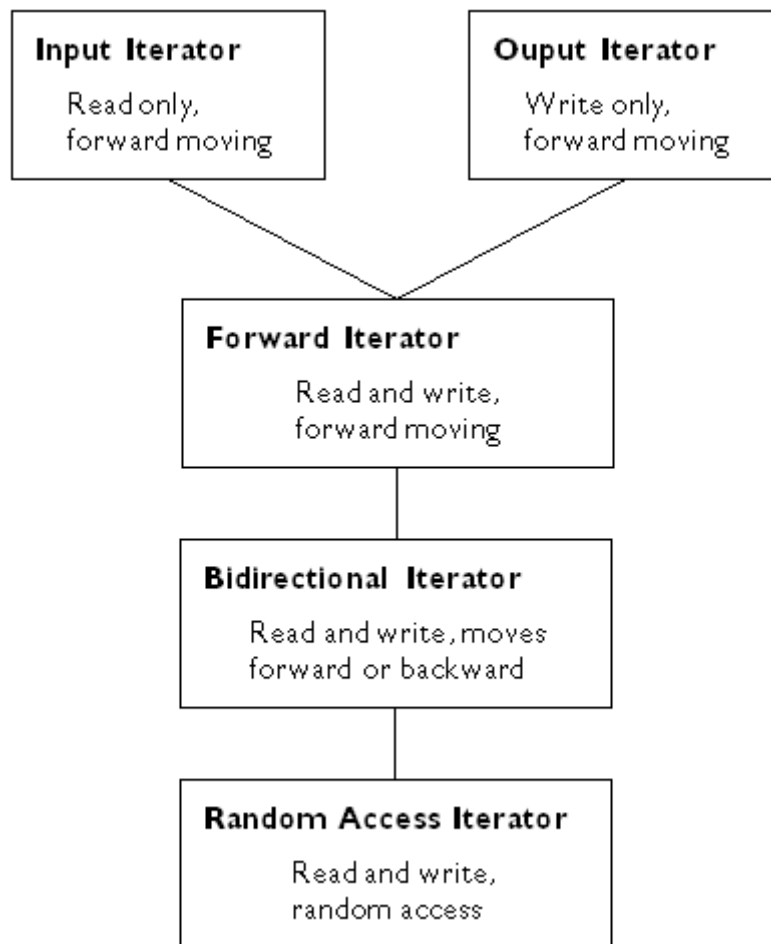 Input Iterator
Read only,
forward moving
Ouput Iterator
Write only,
forward moving
Forward Iterator
Read and write,
forward moving
Bidirectional Iterator
Read and write, moves
forward or backward
Random Access Iterator
Read and write,
random access